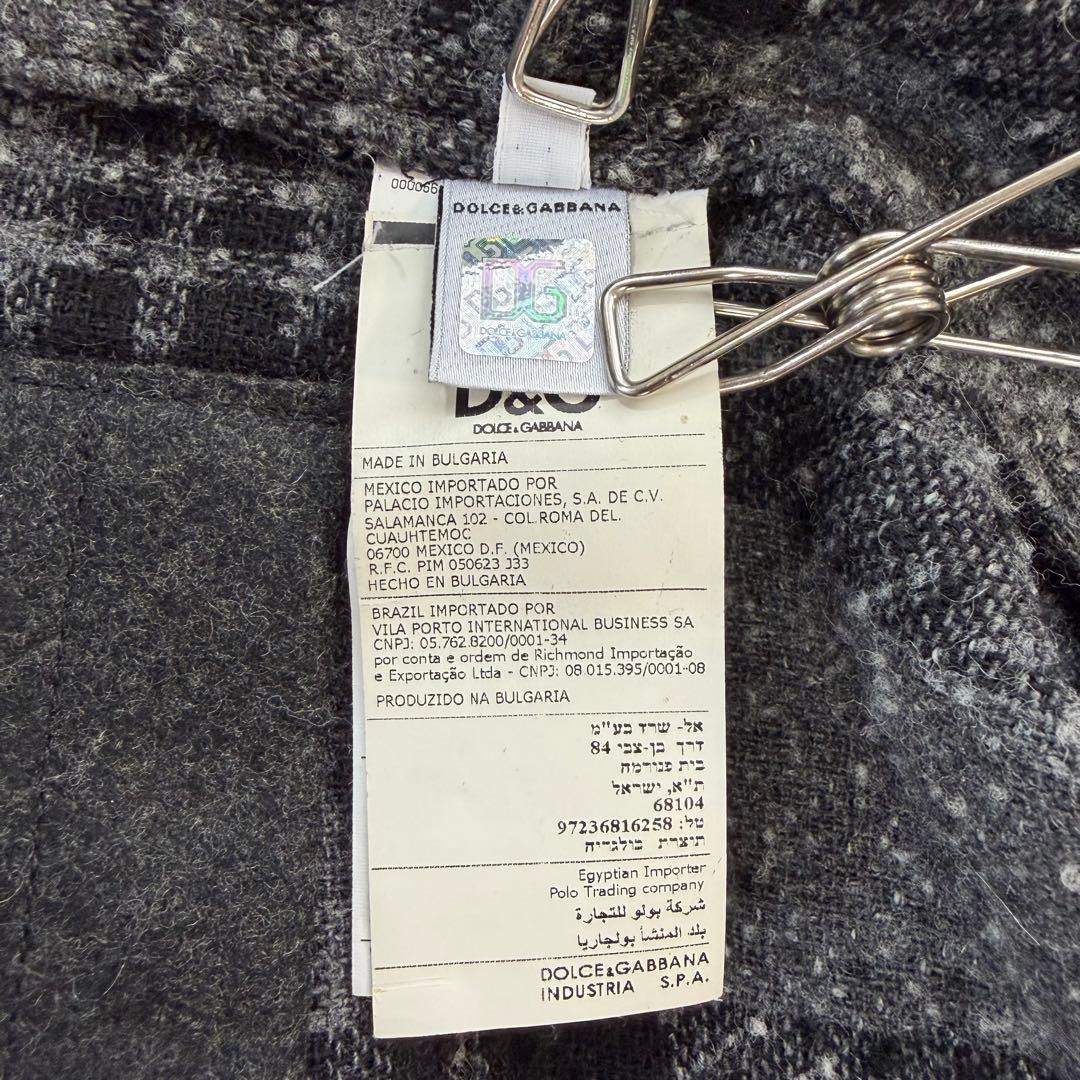 000066
DOLCE&GABBANA
DG
DOLCE&GABBANA
D&G
DOLCE & GABBANA
MADE IN BULGARIA
MEXICO IMPORTADO POR
PALACIO IMPORTACIONES, S.A. DE C.V.
SALAMANCA 102 - COL.ROMA DEL.
CUAUHTEMOC
06700 MEXICO D.F. (MEXICO)
R.F.C. PIM 050623 J33
HECHO EN BULGARIA
BRAZIL IMPORTADO POR
VILA PORTO INTERNATIONAL BUSINESS SA
CNPJ: 05.762.8200/0001-34
por conta e ordem de Richmond Importação
e Exportação Ltda - CNPJ: 08.015.395/0001-08
PRODUZIDO NA BULGARIA
אל- שרד בע"מ
דרך בן-צבי 84
בית פנורמה
ת"א, ישראל
68104
טל: 97236816258
תוצרת בולגריה
Egyptian Importer
Polo Trading company
شركة بولو للتجارة
بلد المنشأ بولجاريا
DOLCE&GABBANA
INDUSTRIA S.P.A.